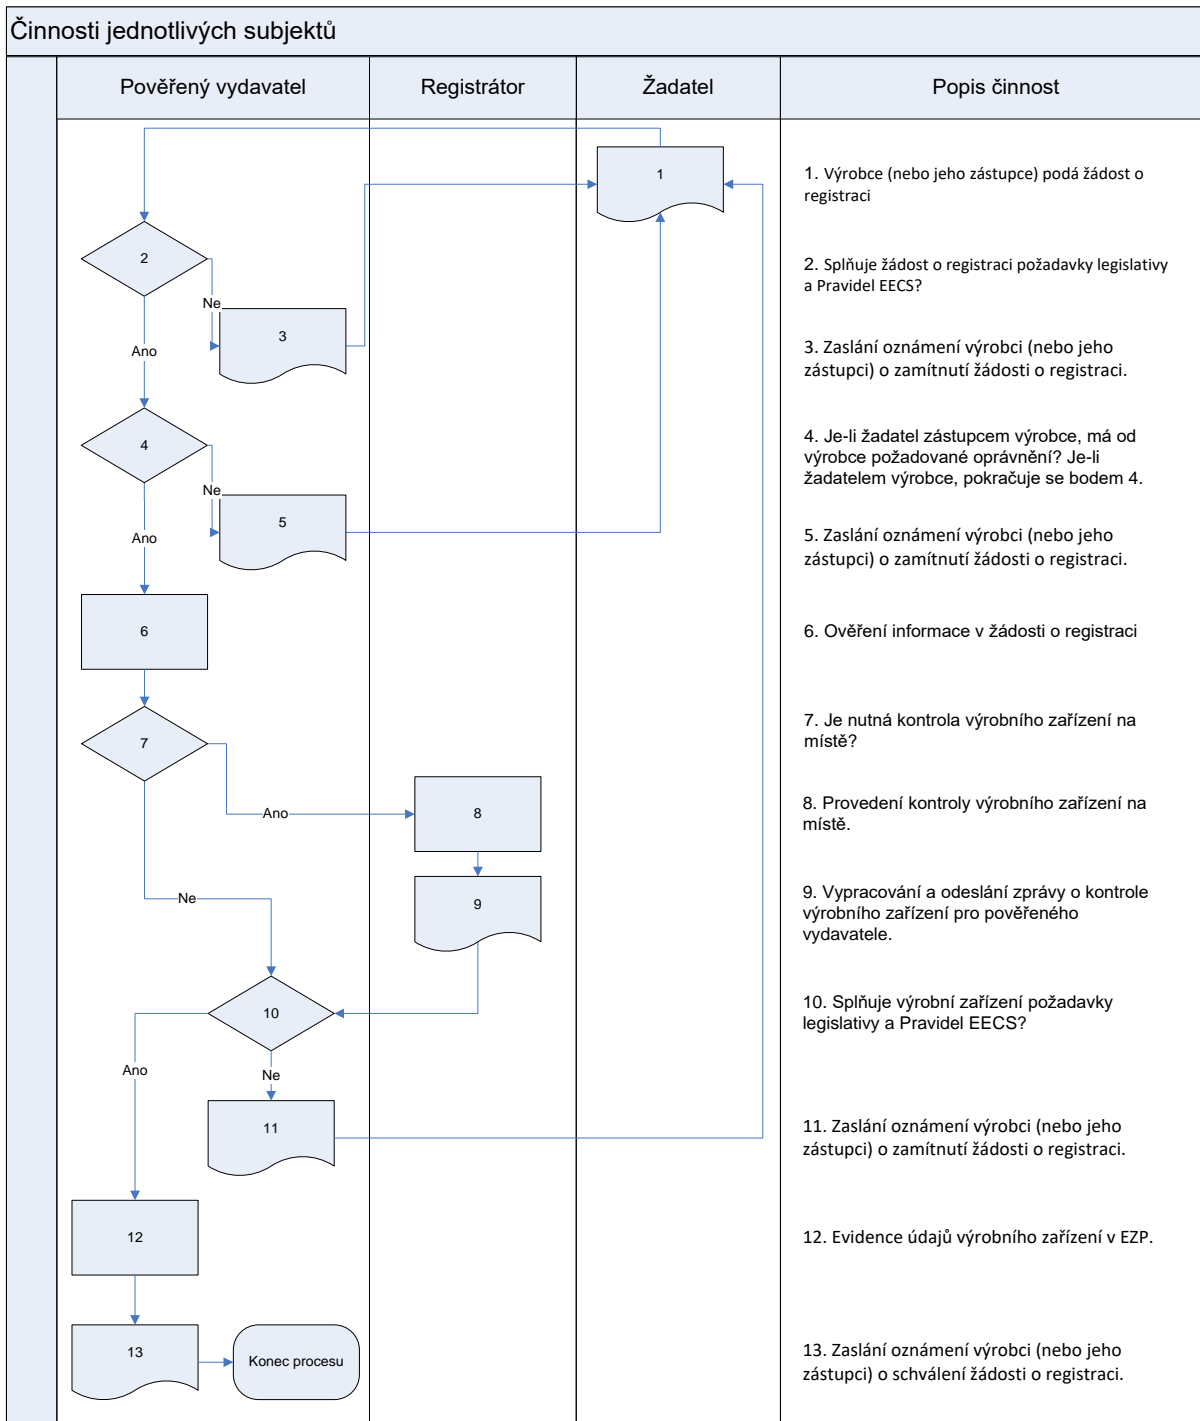 Činnosti jednotlivých subjektů
Pověřený vydavatel
Registrátor
Žadatel
Popis činnost
1
1. Výrobce (nebo jeho zástupce) podá žádost o
registraci
2
2. Splňuje žádost o registraci požadavky legislativy
a Pravidel EECS?
Ne
3
Ano
3. Zaslání oznámení výrobci (nebo jeho
zástupci) o zamítnutí žádosti o registraci.
4
4. Je-li žadatel zástupcem výrobce, má od
výrobce požadované oprávnění? Je-li
žadatelem výrobce, pokračuje se bodem 4.
Ne
5
Ano
5. Zaslání oznámení výrobci (nebo jeho
zástupci) o zamítnutí žádosti o registraci.
6
6. Ověření informace v žádosti o registraci
7
7. Je nutná kontrola výrobního zařízení na
místě?
Ano
8
8. Provedení kontroly výrobního zařízení na
místě.
Ne
9
9. Vypracování a odeslání zprávy o kontrole
výrobního zařízení pro pověřeného
vydavatele.
10
10. Splňuje výrobní zařízení požadavky
legislativy a Pravidel EECS?
Ano
Ne
11
11. Zaslání oznámení výrobci (nebo jeho
zástupci) o zamítnutí žádosti o registraci.
12
12. Evidence údajů výrobního zařízení v EZP.
13
Konec procesu
13. Zaslání oznámení výrobci (nebo jeho
zástupci) o schválení žádosti o registraci.